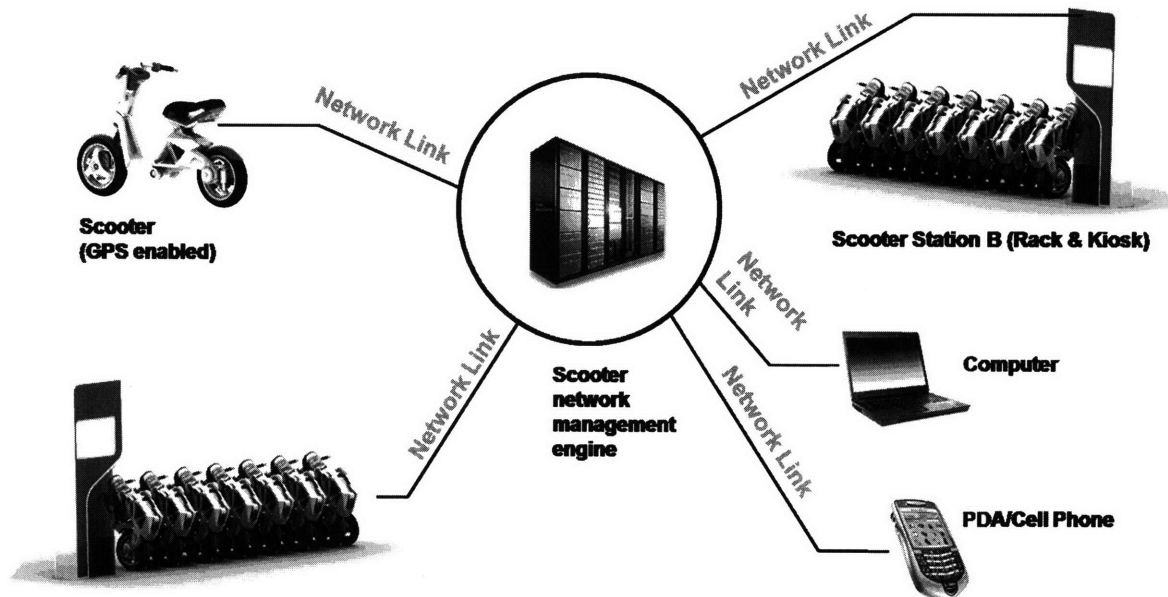 Network Link
Network Link
Scooter
(GPS enabled)
Scooter Station B (Rack & Kiosk)
Network
Link
Network Link
Scooter
network
management
engine
Computer
Network Link
PDA/Cell Phone